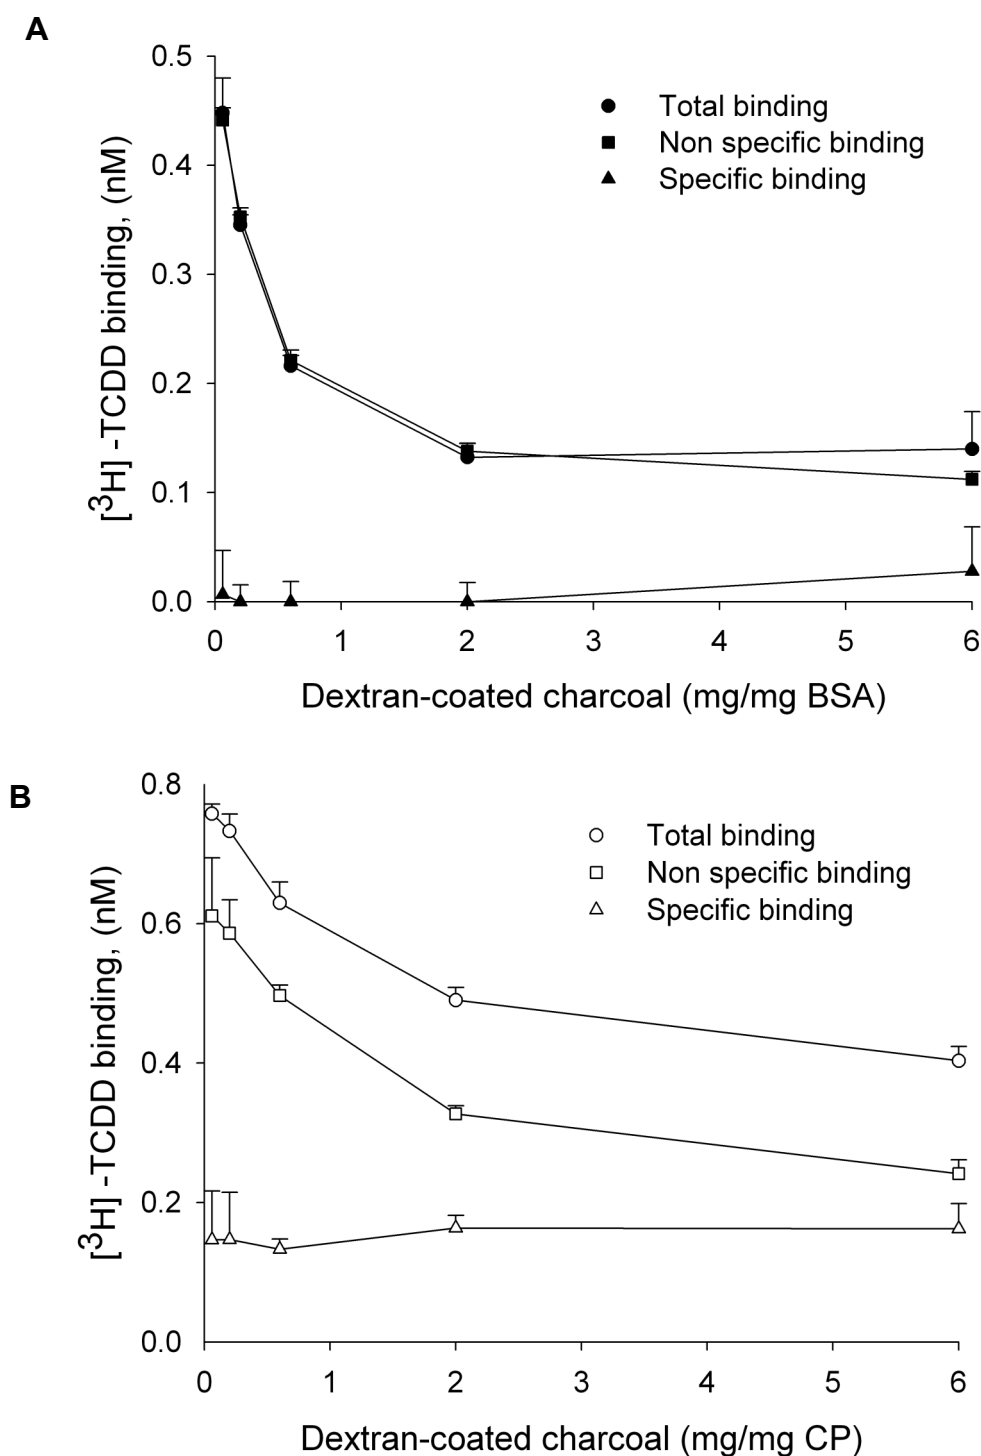 A
0.5
0.4
0.3
0.2
0.1
0.0
[³H] -TCDD binding, (nM)
Total binding
Non specific binding
Specific binding
0 1 2 3 4 5 6
Dextran-coated charcoal (mg/mg BSA)
B
0.8
0.6
0.4
0.2
0.0
[³H] -TCDD binding, (nM)
Total binding
Non specific binding
Specific binding
0 1 2 3 4 5 6
Dextran-coated charcoal (mg/mg CP)